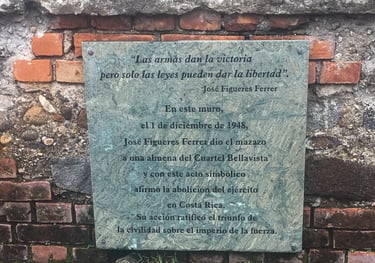 "Las armas dan la victoria
pero solo las leyes pueden dar la libertad".
José Figueres Ferrer
En este muro,
el 1 de diciembre de 1948,
José Figueres Ferrer dio el mazazo
a una almena del Cuartel Bellavista
y con este acto simbólico
afirmó la abolición del ejército
en Costa Rica.
Su acción ratificó el triunfo de
la civilidad sobre el imperio de la fuerza.